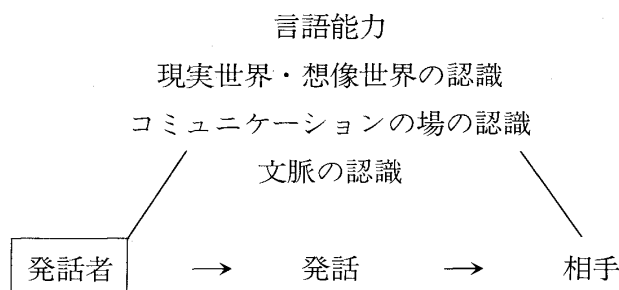 言語能力
現実世界・想像世界の認識
コミュニケーションの場の認識
文脈の認識
発話者 → 発話 → 相手